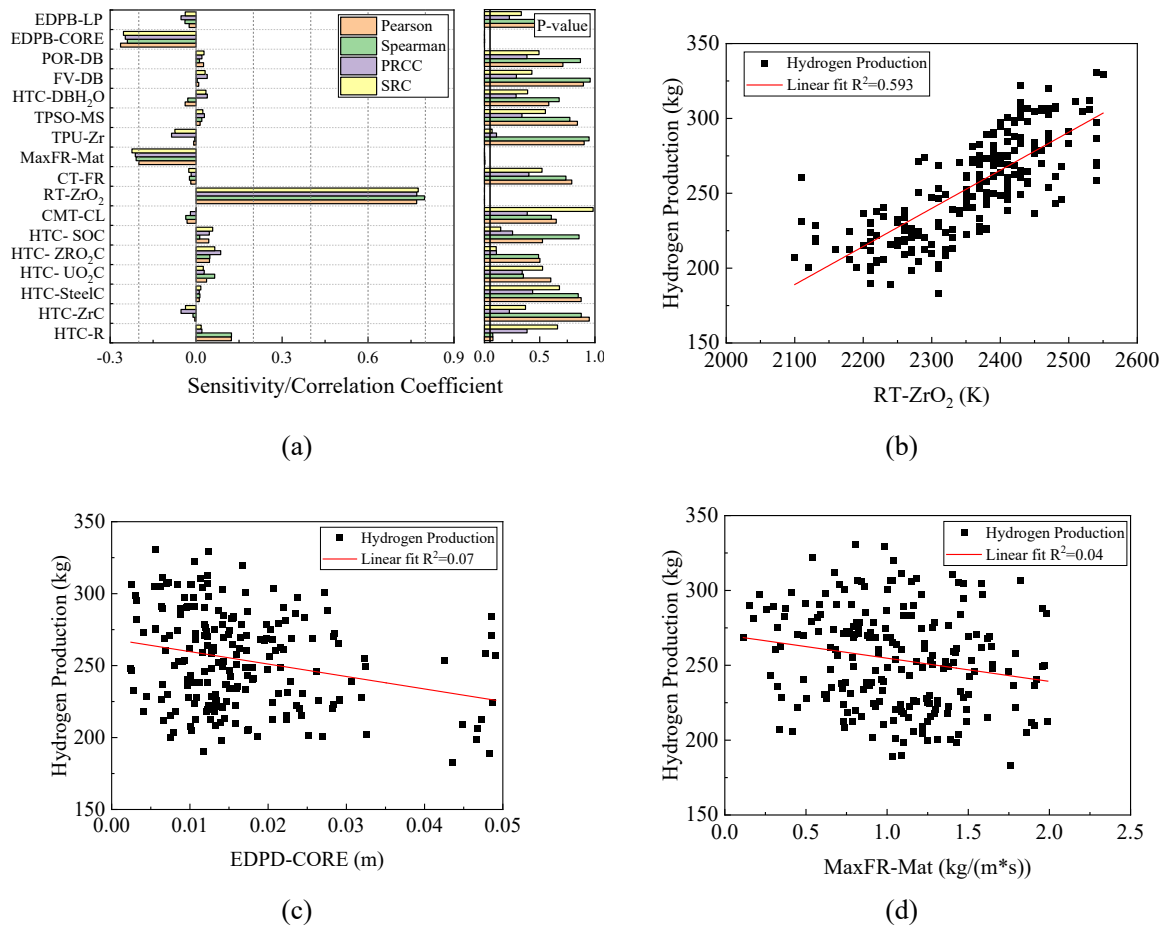 EDPB-LP
EDPB-CORE
POR-DB
FV-DB
HTC-DBH₂O
TPSO-MS
TPU-Zr
MaxFR-Mat
CT-FR
RT-ZrO₂
CMT-CL
HTC- SOC
HTC- ZRO₂C
HTC- UO₂C
HTC-SteelC
HTC-ZrC
HTC-R
Pearson
Spearman
PRCC
SRC
P-value
-0.3 0.0 0.3 0.6 0.9
0.0 0.5 1.0
Sensitivity/Correlation Coefficient
(a)
Hydrogen Production (kg)
350
300
250
200
150
Hydrogen Production
Linear fit R²=0.593
2000 2100 2200 2300 2400 2500 2600
RT-ZrO₂ (K)
(b)
Hydrogen Production (kg)
350
300
250
200
150
Hydrogen Production
Linear fit R²=0.07
0.00 0.01 0.02 0.03 0.04 0.05
EDPD-CORE (m)
(c)
Hydrogen Production (kg)
350
300
250
200
150
Hydrogen Production
Linear fit R²=0.04
0.0 0.5 1.0 1.5 2.0 2.5
MaxFR-Mat (kg/(m*s))
(d)